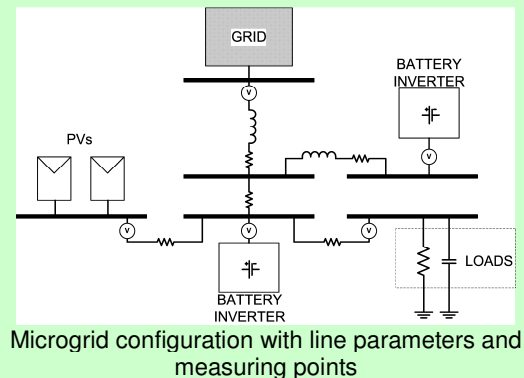 GRID
BATTERY
INVERTER
PVs
V
V
V
V
V
LOADS
BATTERY
INVERTER
Microgrid configuration with line parameters and
measuring points